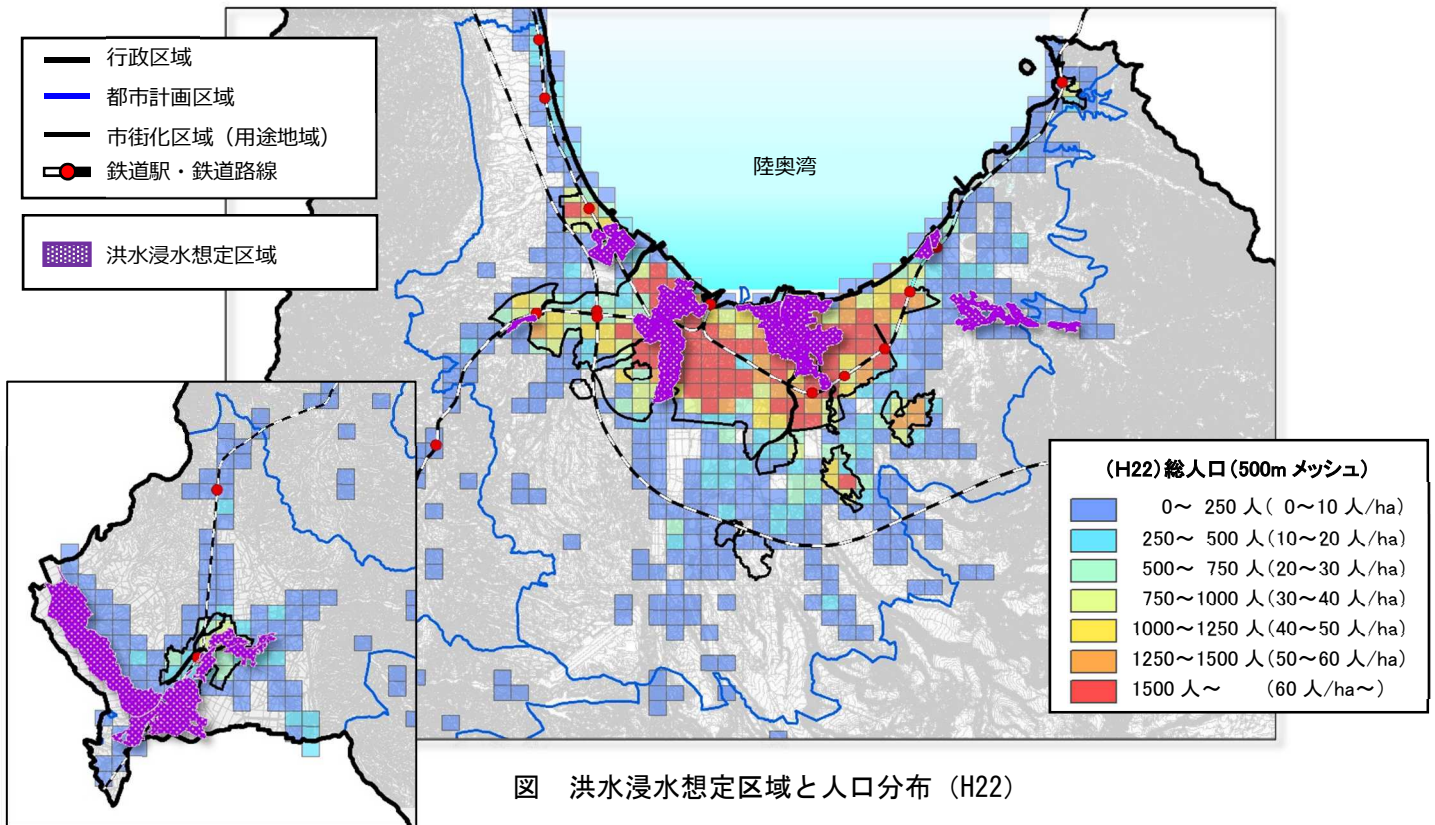 行政区域
都市計画区域
市街化区域（用途地域）
鉄道駅・鉄道路線
洪水浸水想定区域
陸奥湾
(H22)総人口(500m メッシュ)
0～ 250 人( 0～10 人/ha)
250～ 500 人(10～20 人/ha)
500～ 750 人(20～30 人/ha)
750～1000 人(30～40 人/ha)
1000～1250 人(40～50 人/ha)
1250～1500 人(50～60 人/ha)
1500 人～ (60 人/ha～)
図 洪水浸水想定区域と人口分布（H22）